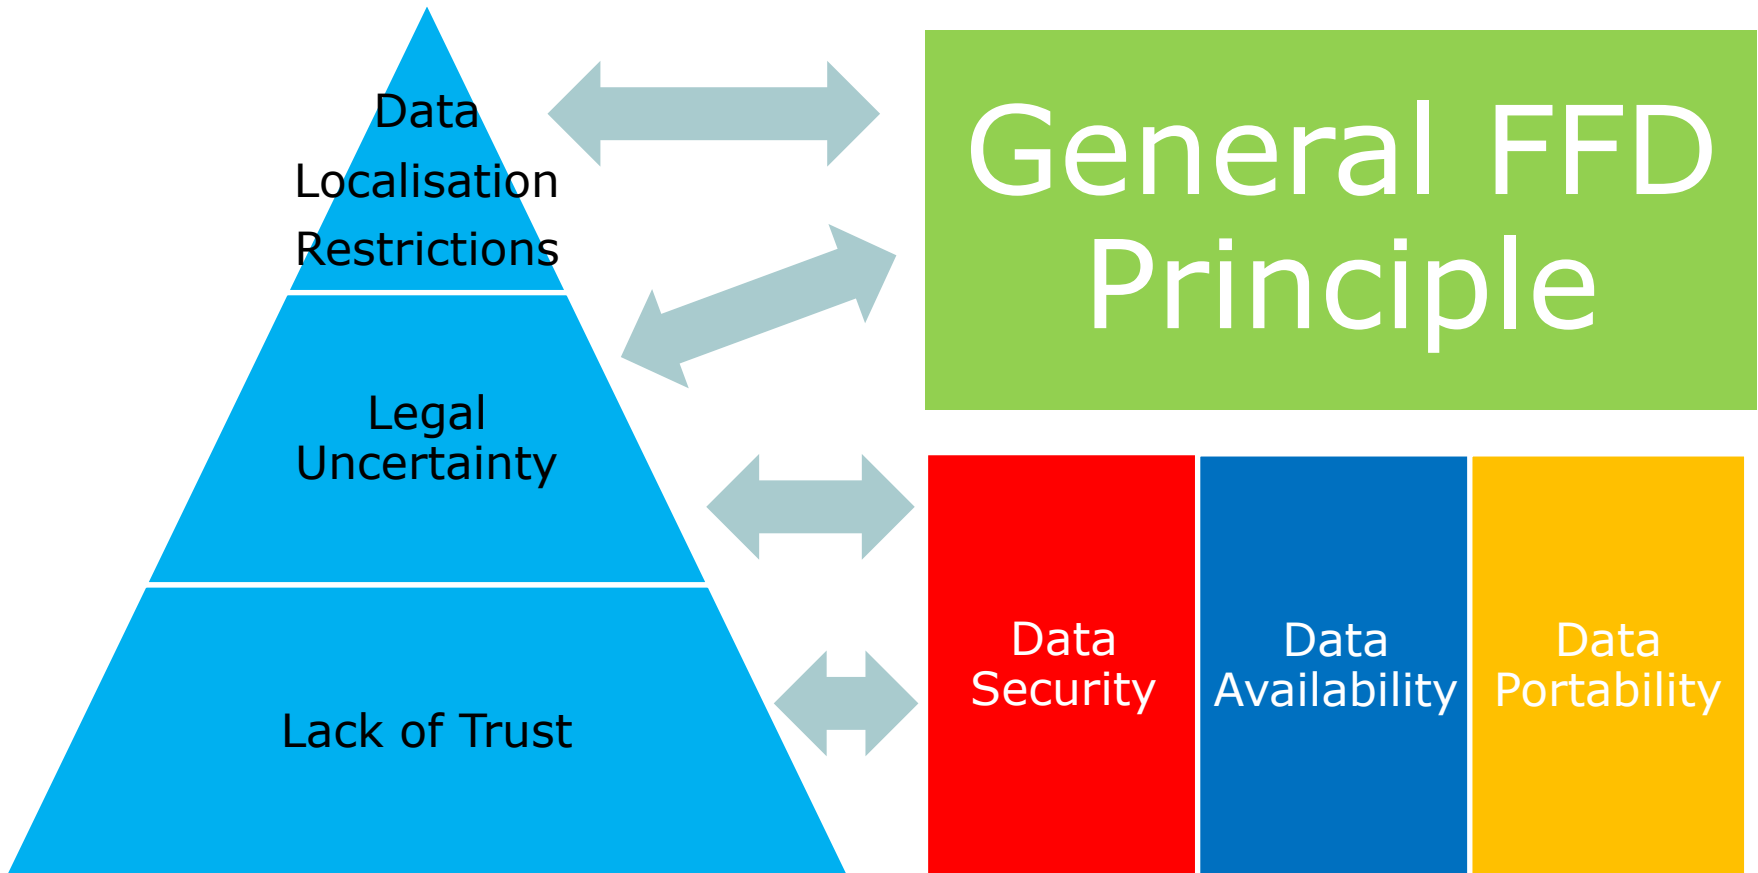 Data
Localisation
Restrictions
Legal
Uncertainty
Lack of Trust
General FFD
Principle
Data
Security
Data
Availability
Data
Portability